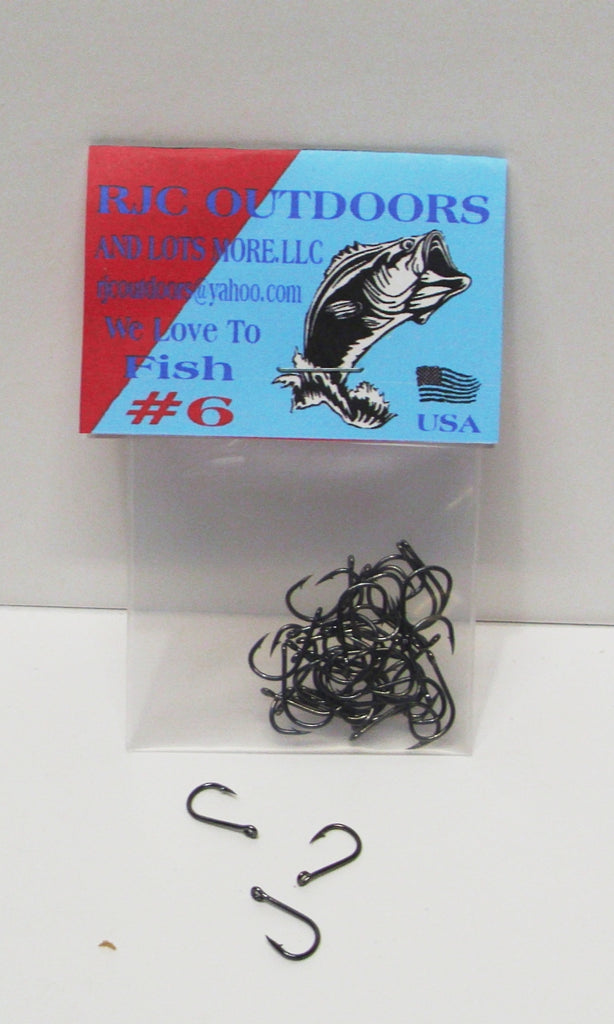 RJC OUTDOORS
AND LOTS MORE.LLC
rjcoutdoors@yahoo.com
We Love To
Fish
#6
USA